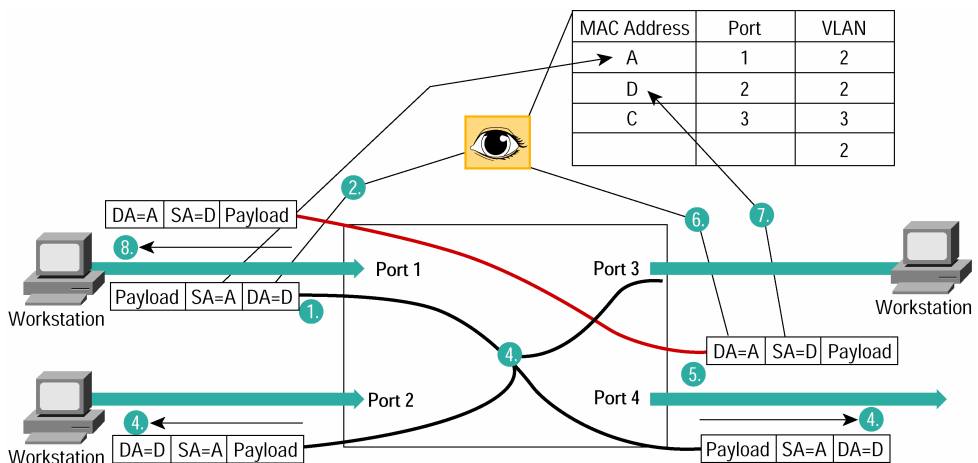 MAC Address Port VLAN
A 1 2
D 2 2
C 3 3
2
2.
DA=A SA=D Payload
6. 7.
8.
Port 1 Port 3
Payload SA=A DA=D
1.
Workstation Workstation
4. DA=A SA=D Payload
5.
Port 2 Port 4
4. 4.
DA=D SA=A Payload Payload SA=A DA=D
Workstation